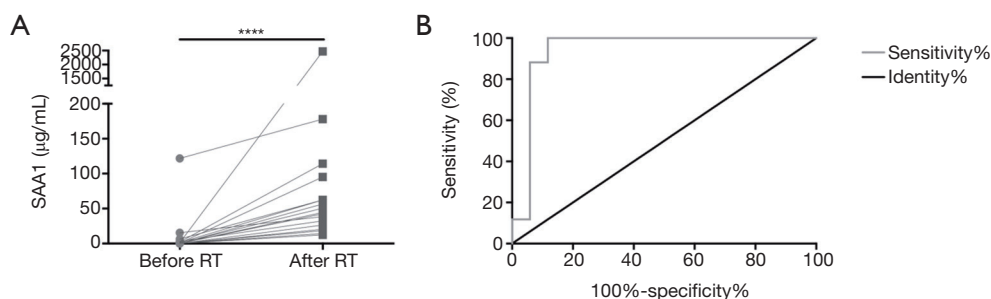 A
****
2500
2000
1500
200
150
100
50
0
SAA1 (μg/mL)
Before RT
After RT
B
100
80
60
40
20
0
Sensitivity (%)
0
20
40
60
80
100
100%-specificity%
Sensitivity%
Identity%